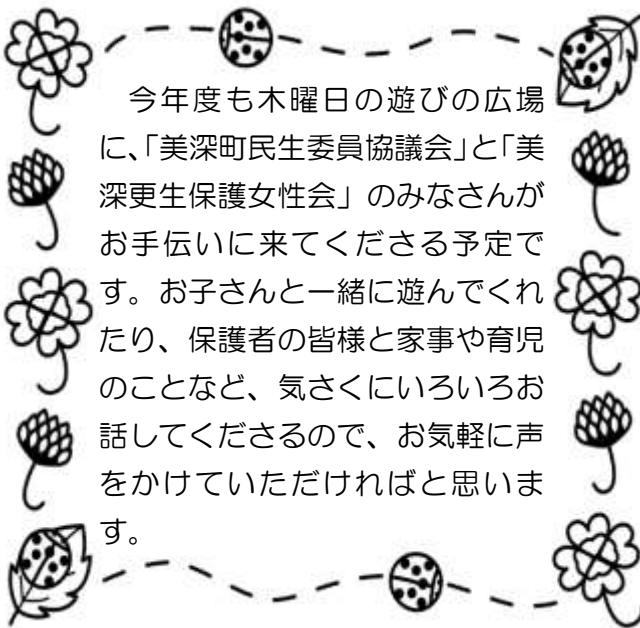 今年度も木曜日の遊びの広場
に、「美深町民生委員協議会」と「美
深更生保護女性会」のみなさんが
お手伝いに来てくださる予定で
す。お子さんと一緒に遊んでくれ
たり、保護者の皆様と家事や育児
のことなど、気さくにいろいろお
話してくださるので、お気軽に声
をかけていただければと思いま
す。